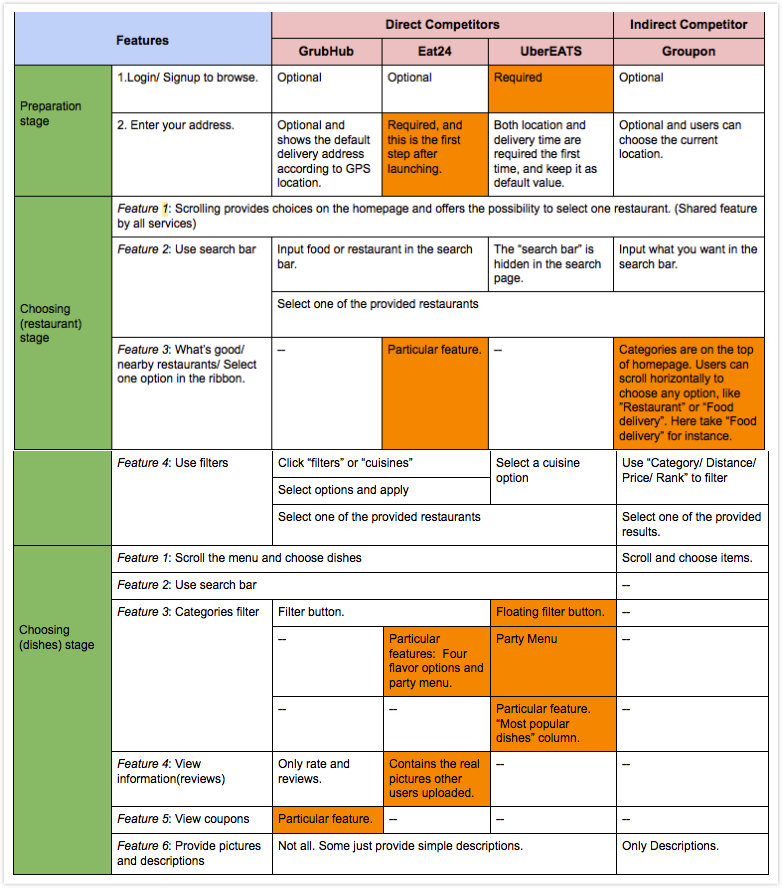 Features
Direct Competitors
Indirect Competitor
GrubHub
Eat24
UberEATS
Groupon
Preparation
stage
1.Login/ Signup to browse.
Optional
Optional
Required
Optional
2. Enter your address.
Optional and
shows the default
delivery address
according to GPS
location.
Required, and
this is the first
step after
launching.
Both location and
delivery time are
required the first
time, and keep it as
default value.
Optional and users can
choose the current
location.
Choosing
(restaurant)
stage
Feature 1: Scrolling provides choices on the homepage and offers the possibility to select one restaurant. (Shared feature
by all services)
Feature 2: Use search bar
Input food or restaurant in the search
bar.
The “search bar” is
hidden in the search
page.
Input what you want in the
search bar.
Select one of the provided restaurants
Feature 3: What’s good/
nearby restaurants/ Select
one option in the ribbon.
--
Particular feature.
--
Categories are on the top
of homepage. Users can
scroll horizontally to
choose any option, like
“Restaurant” or “Food
delivery”. Here take “Food
delivery” for instance.
Feature 4: Use filters
Click “filters” or “cuisines”
Select a cuisine
option
Use “Category/ Distance/
Price/ Rank” to filter
Select options and apply
Select one of the provided restaurants
Select one of the provided
results.
Choosing
(dishes) stage
Feature 1: Scroll the menu and choose dishes
Scroll and choose items.
Feature 2: Use search bar
--
Feature 3: Categories filter
Filter button.
Floating filter button.
--
--
Particular
features:  Four
flavor options and
party menu.
Party Menu
--
--
--
Particular feature.
“Most popular
dishes” column.
--
Feature 4: View
information(reviews)
Only rate and
reviews.
Contains the real
pictures other
users uploaded.
--
--
Feature 5: View coupons
Particular feature.
--
--
--
Feature 6: Provide pictures
and descriptions
Not all. Some just provide simple descriptions.
Only Descriptions.